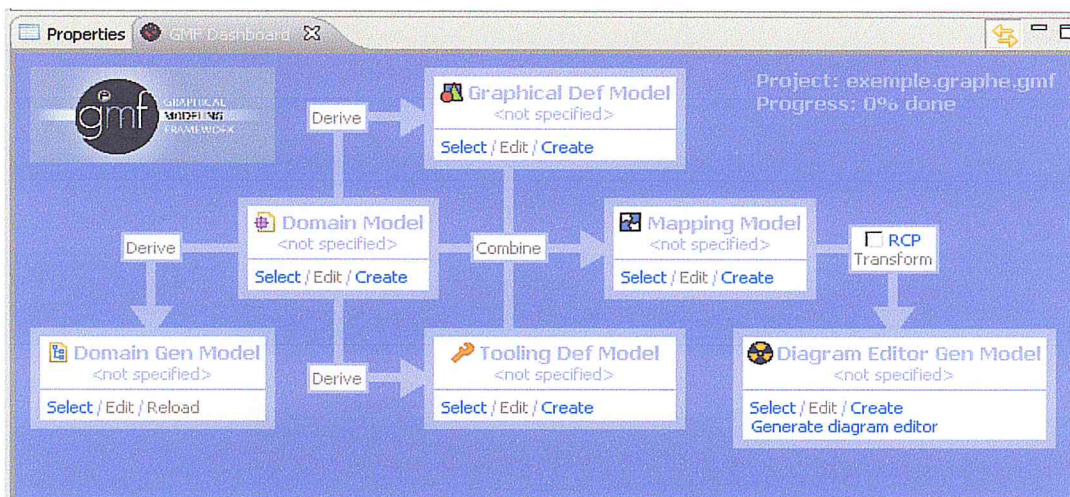 Properties GMF Dashboard
gmf
GRAPHICAL
MODELING
FRAMEWORK
Project: exemple.graphe.gmf
Progress: 0% done
Graphical Def Model
<not specified>
Select / Edit / Create
Derive
Domain Model
<not specified>
Select / Edit / Create
Derive
Combine
Mapping Model
<not specified>
Select / Edit / Create
RCP
Transform
Domain Gen Model
<not specified>
Select / Edit / Reload
Derive
Tooling Def Model
<not specified>
Select / Edit / Create
Diagram Editor Gen Model
<not specified>
Select / Edit / Create
Generate diagram editor